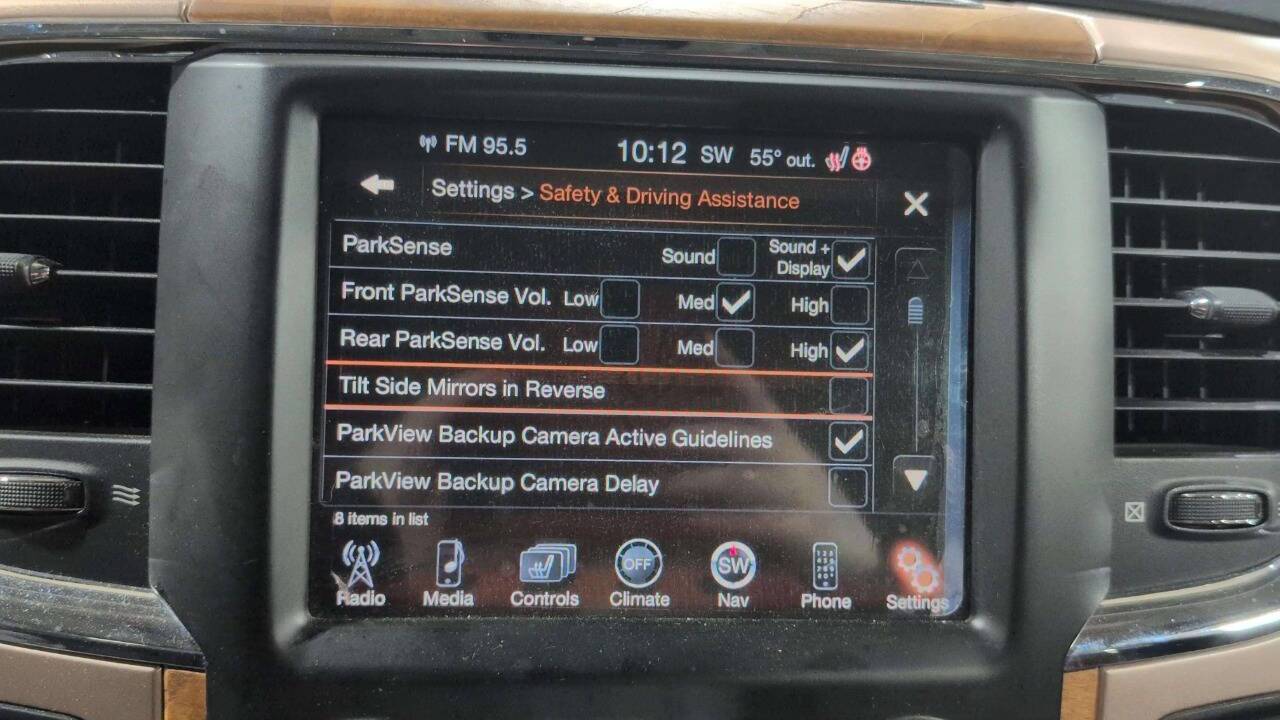 FM 95.5 10:12 SW 55° out.
Settings > Safety & Driving Assistance
ParkSense Sound Sound + Display
Front ParkSense Vol. Low Med High
Rear ParkSense Vol. Low Med High
Tilt Side Mirrors in Reverse
ParkView Backup Camera Active Guidelines
ParkView Backup Camera Delay
8 items in list
OFF SW
Radio Media Controls Climate Nav Phone Settings